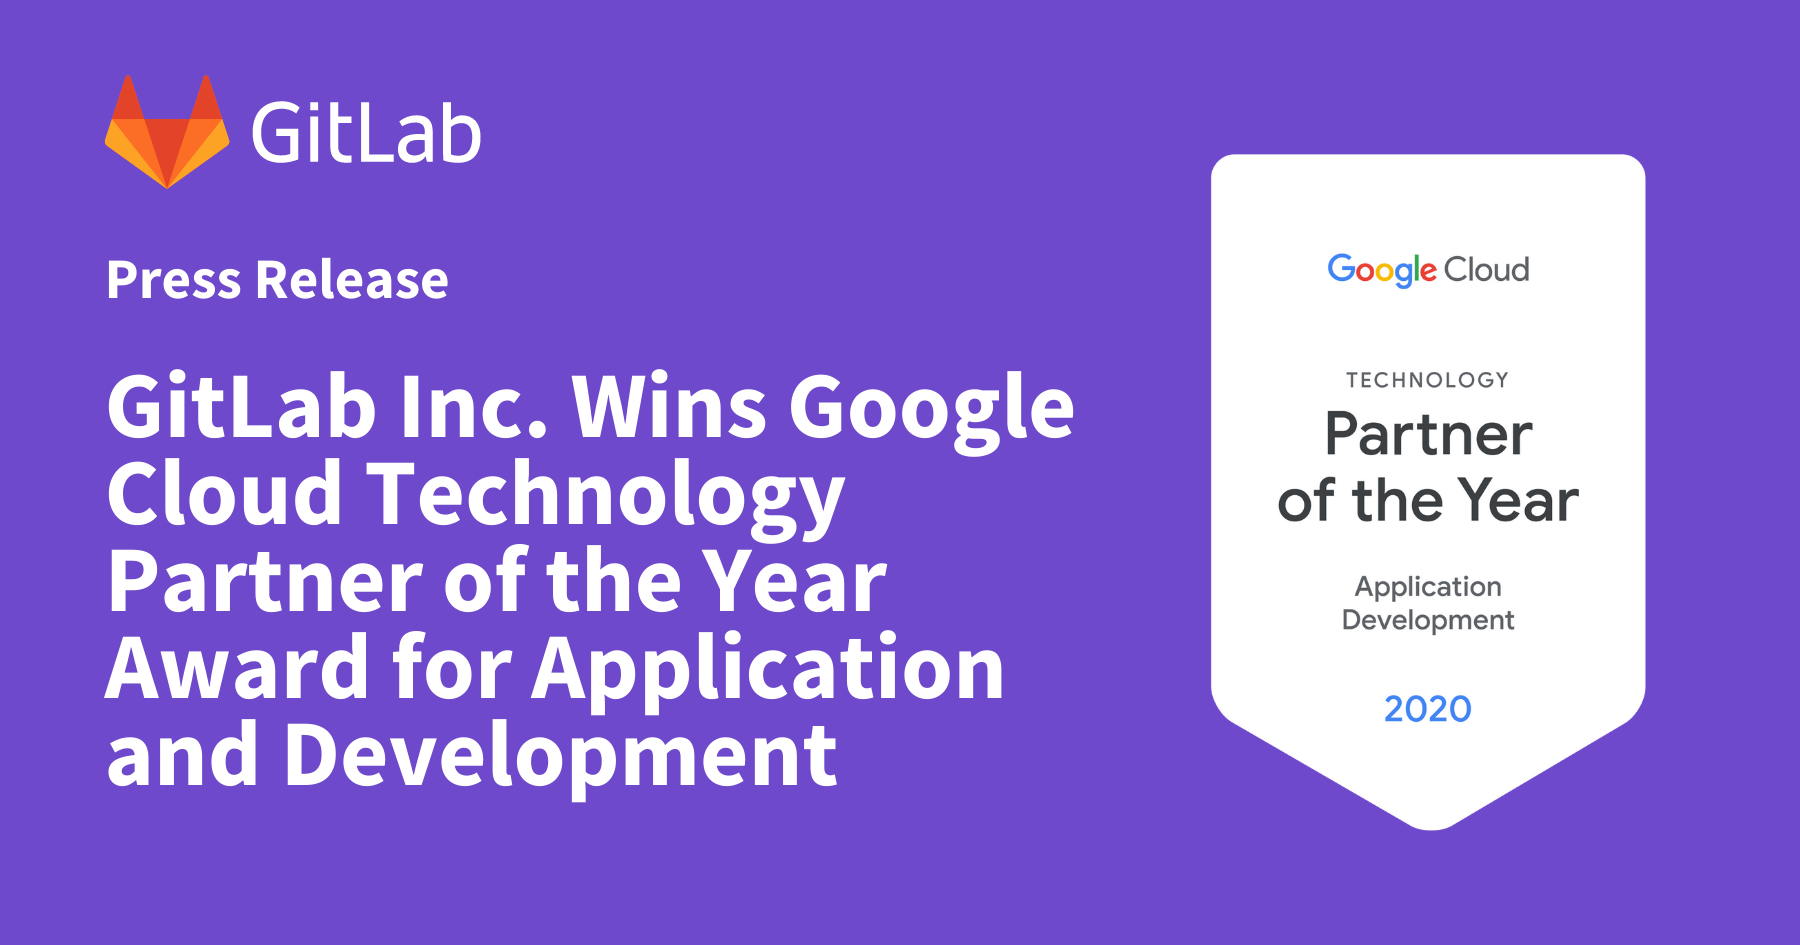 GitLab
Press Release
GitLab Inc. Wins Google
Cloud Technology
Partner of the Year
Award for Application
and Development
Google Cloud
TECHNOLOGY
Partner
of the Year
Application
Development
2020